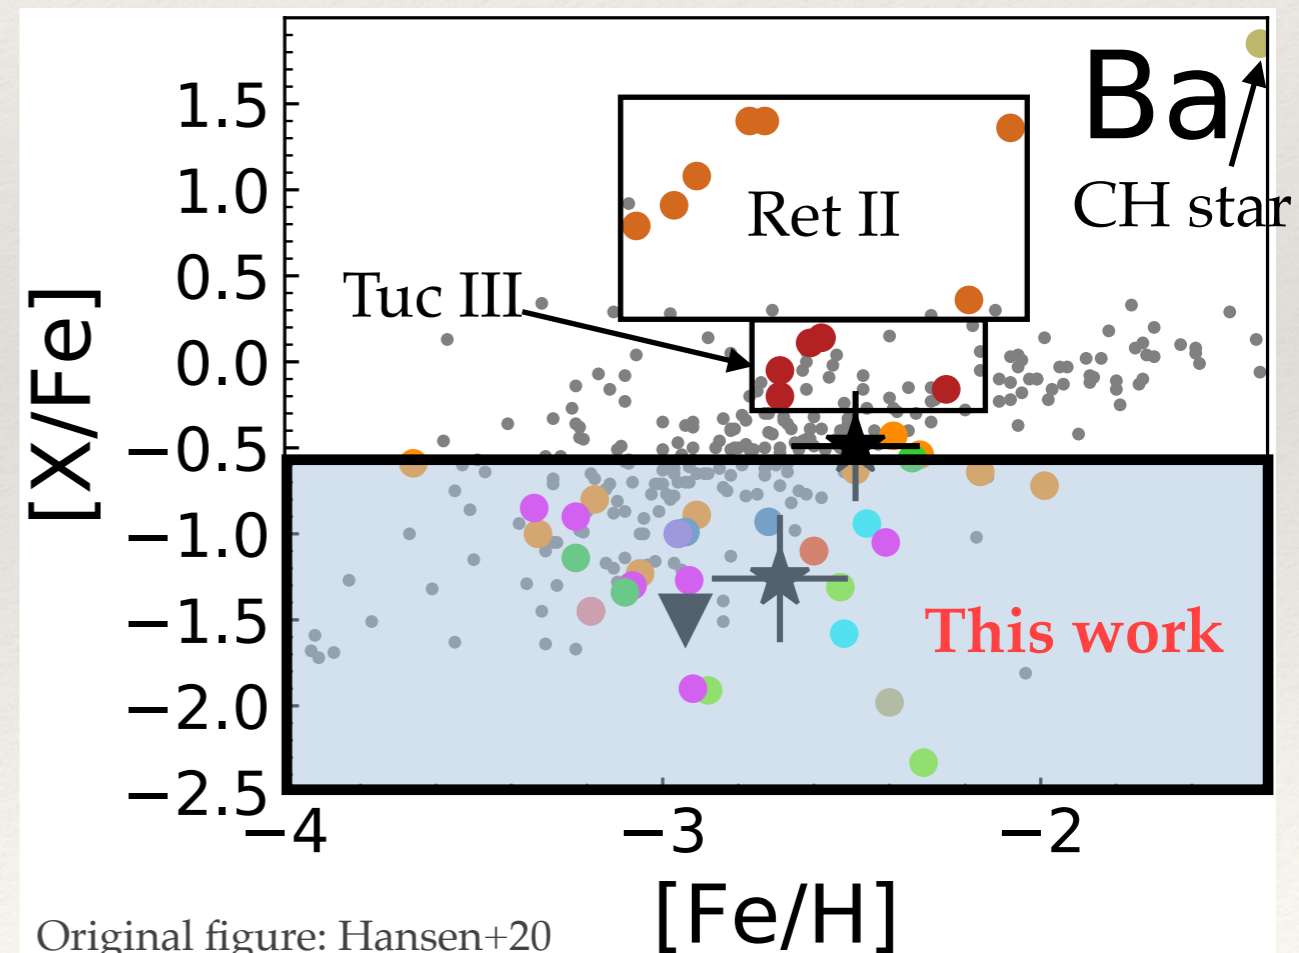 Ba
CH star
Ret II
Tuc III
1.5
1.0
0.5
0.0
−0.5
−1.0
−1.5
−2.0
−2.5
[X/Fe]
This work
−4 −3 −2
[Fe/H]
Original figure: Hansen+20